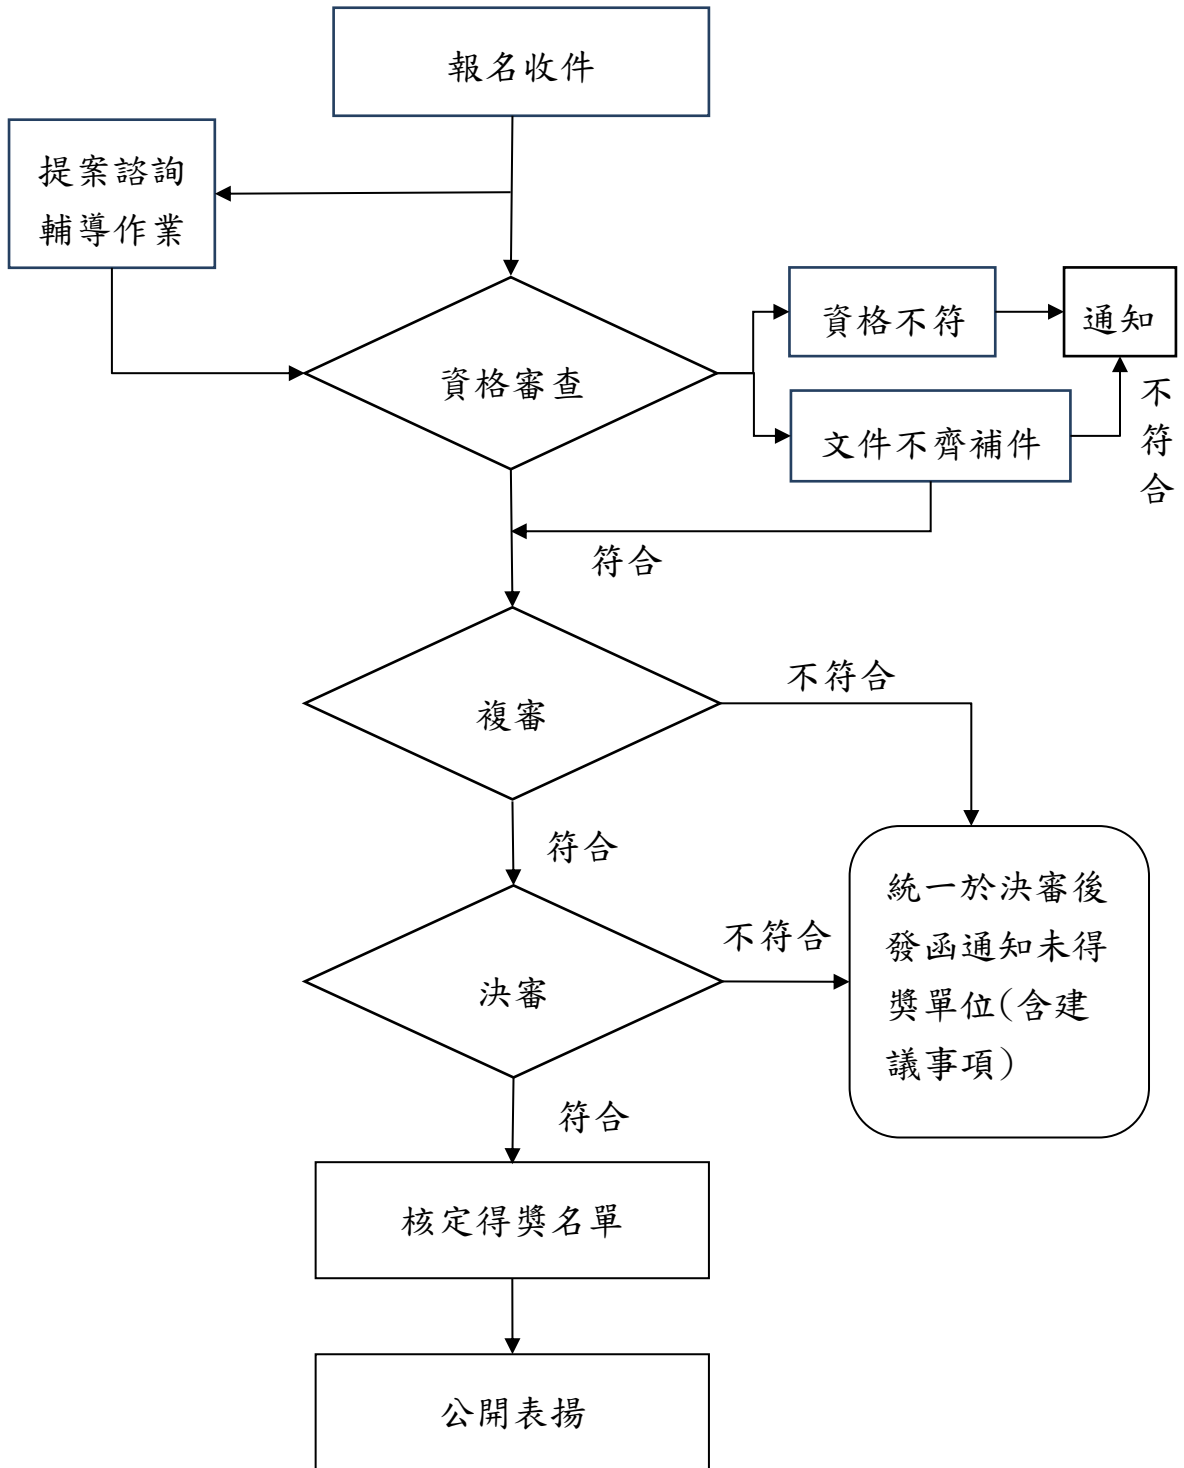 報名收件
提案諮詢
輔導作業
資格審查
資格不符
通知
文件不齊補件
不
符
合
符合
複審
不符合
符合
決審
不符合
統一於決審後
發函通知未得
獎單位(含建
議事項)
符合
核定得獎名單
公開表揚